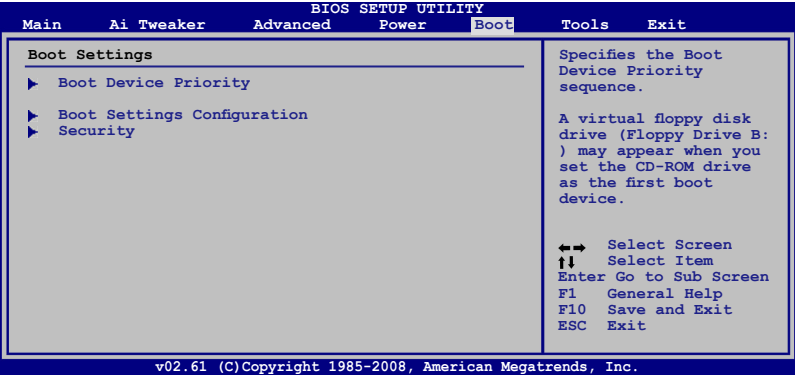 BIOS SETUP UTILITY
Main Ai Tweaker Advanced Power Boot Tools Exit
Boot Settings
Boot Device Priority
Boot Settings Configuration
Security
Specifies the Boot
Device Priority
sequence.
A virtual floppy disk
drive (Floppy Drive B:
) may appear when you
set the CD-ROM drive
as the first boot
device.
←→ Select Screen
↑↓ Select Item
Enter Go to Sub Screen
F1 General Help
F10 Save and Exit
ESC Exit
v02.61 (C)Copyright 1985-2008, American Megatrends, Inc.